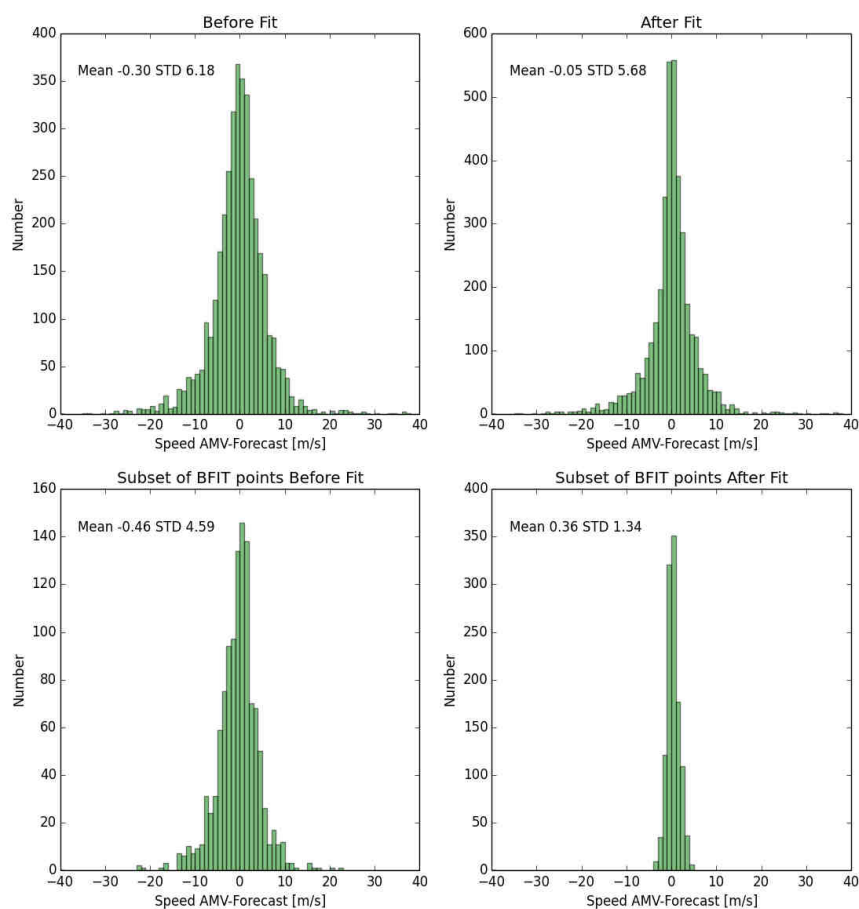 Before Fit
400
350
300
250
200
150
100
50
0
Number
Mean -0.30 STD 6.18
−40 −30 −20 −10 0 10 20 30 40
Speed AMV-Forecast [m/s]
After Fit
600
500
400
300
200
100
0
Number
Mean -0.05 STD 5.68
−40 −30 −20 −10 0 10 20 30 40
Speed AMV-Forecast [m/s]
Subset of BFIT points Before Fit
160
140
120
100
80
60
40
20
0
Number
Mean -0.46 STD 4.59
−40 −30 −20 −10 0 10 20 30 40
Speed AMV-Forecast [m/s]
Subset of BFIT points After Fit
400
350
300
250
200
150
100
50
0
Number
Mean 0.36 STD 1.34
−40 −30 −20 −10 0 10 20 30 40
Speed AMV-Forecast [m/s]